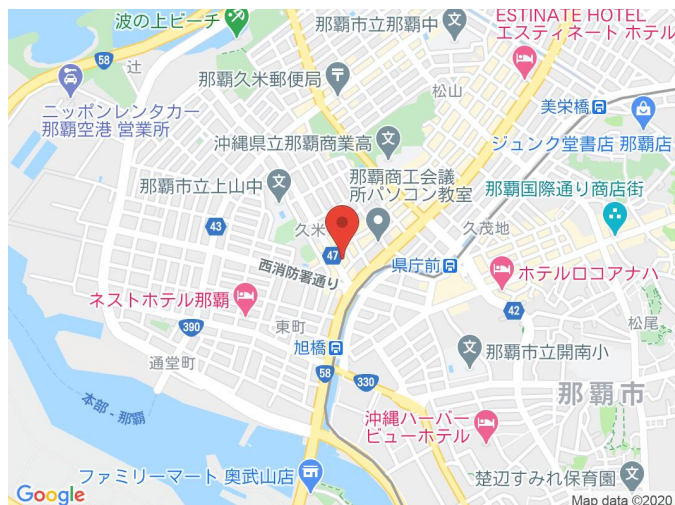 波の上ビーチ
那覇市立那覇中
ESTINATE HOTEL
エスティネート ホテル
58
辻
那覇久米郵便局
松山
美栄橋
ニッポンレンタカー
那覇空港 営業所
沖縄県立那覇商業高
ジュンク堂書店 那覇店
那覇市立上山中
那覇商工会議
所パソコン教室
那覇国際通り商店街
43
久米
久茂地
47
西消防署通り
県庁前
ホテルロコアナハ
ネストホテル那覇
42
390
東町
松尾
旭橋
那覇市立開南小
通堂町
58
330
那覇市
本部 - 那覇
沖縄ハーバー
ビューホテル
ファミリーマート 奥武山店
楚辺すみれ保育園
Google
Map data ©2020